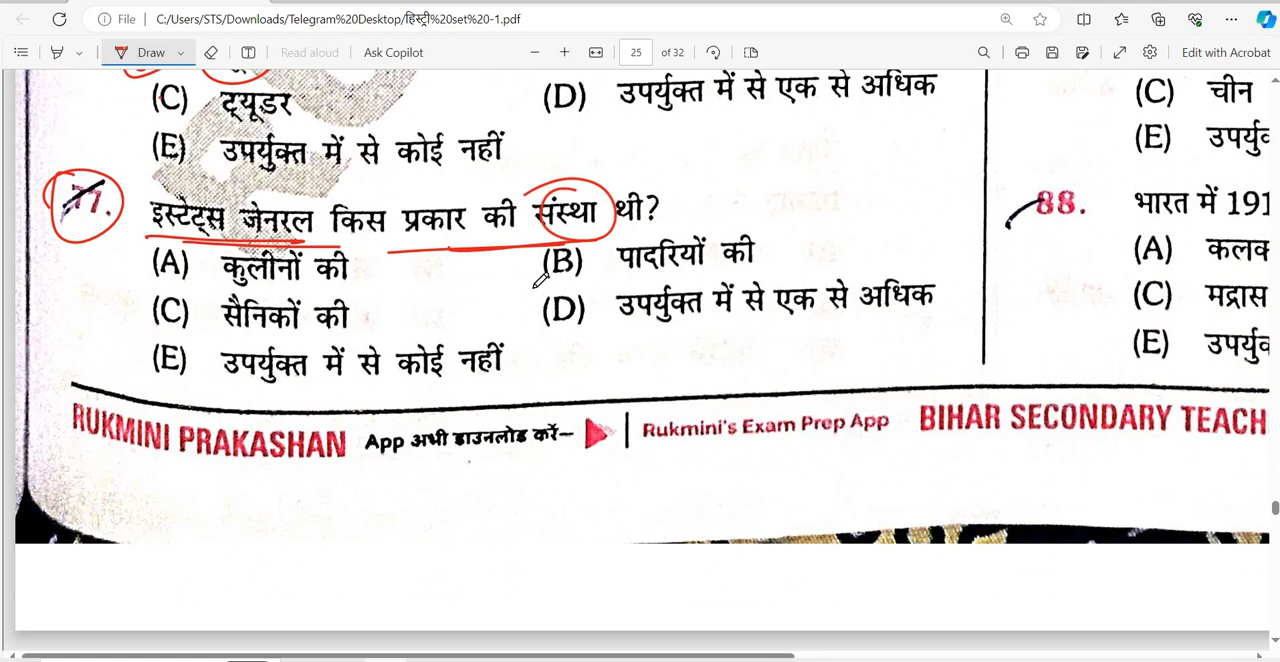 File | C:/Users/STS/Downloads/Telegram%20Desktop/हिस्ट्री%20set%20-1.pdf
Draw Read aloud Ask Copilot 25 of 32 Edit with Acrobat
(C) ट्यूडर (D) उपर्युक्त में से एक से अधिक
(E) उपर्युक्त में से कोई नहीं
इस्टेट्स जेनरल किस प्रकार की संस्था थी?
(A) कुलीनों की (B) पादरियों की
(C) सैनिकों की (D) उपर्युक्त में से एक से अधिक
(E) उपर्युक्त में से कोई नहीं
(C) चीन
(E)
88. भारत में 191
(A)
(C) मद्रास
(E)
RUKMINI PRAKASHAN App अभी डाउनलोड करें– | Rukmini's Exam Prep App BIHAR SECONDARY TEACH